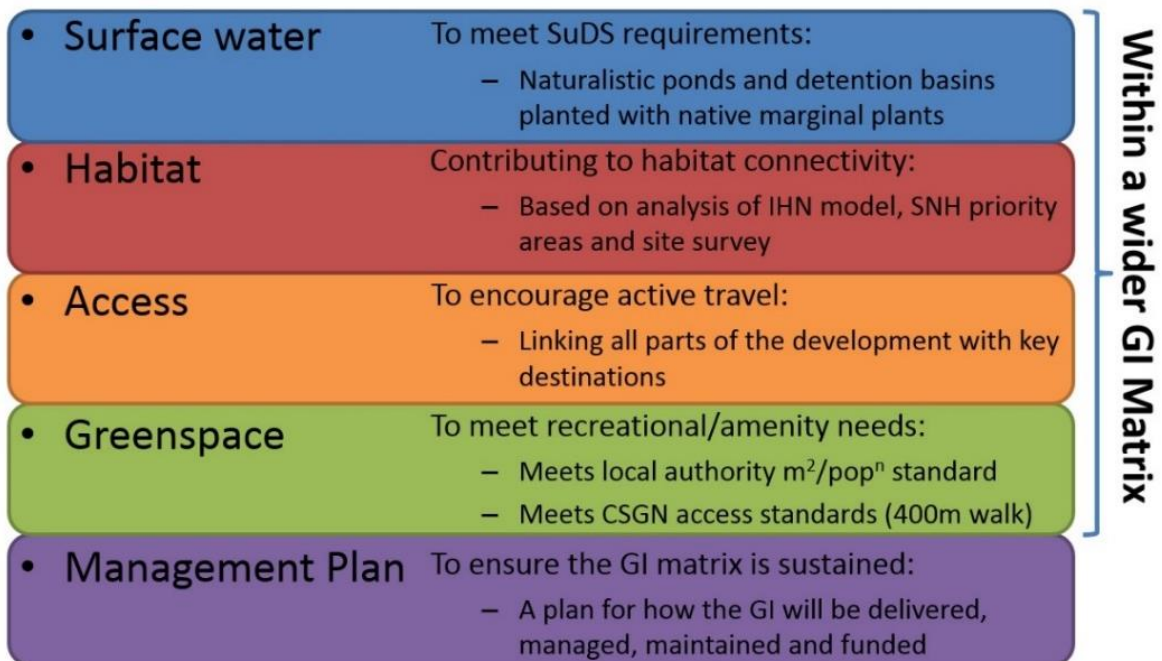 • Surface water
To meet SuDS requirements:
– Naturalistic ponds and detention basins
planted with native marginal plants
• Habitat
Contributing to habitat connectivity:
– Based on analysis of IHN model, SNH priority
areas and site survey
• Access
To encourage active travel:
– Linking all parts of the development with key
destinations
• Greenspace
To meet recreational/amenity needs:
– Meets local authority m²/popⁿ standard
– Meets CSGN access standards (400m walk)
• Management Plan
To ensure the GI matrix is sustained:
– A plan for how the GI will be delivered,
managed, maintained and funded
Within a wider GI Matrix